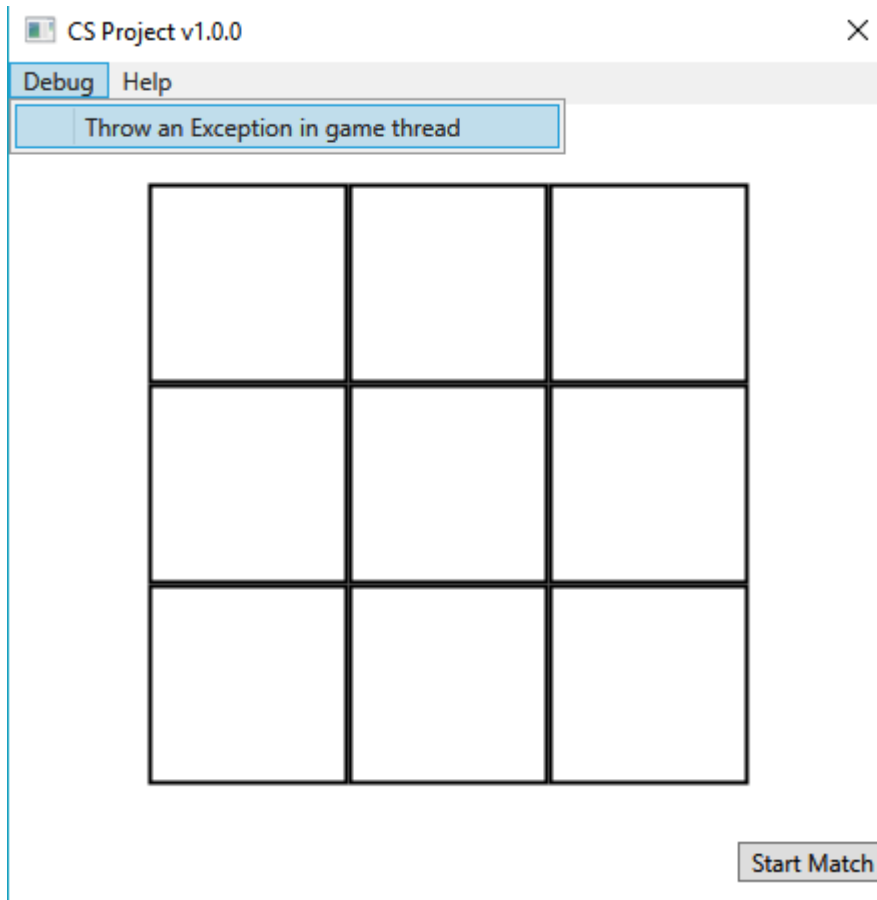 CS Project v1.0.0
Debug Help
Throw an Exception in game thread
Start Match